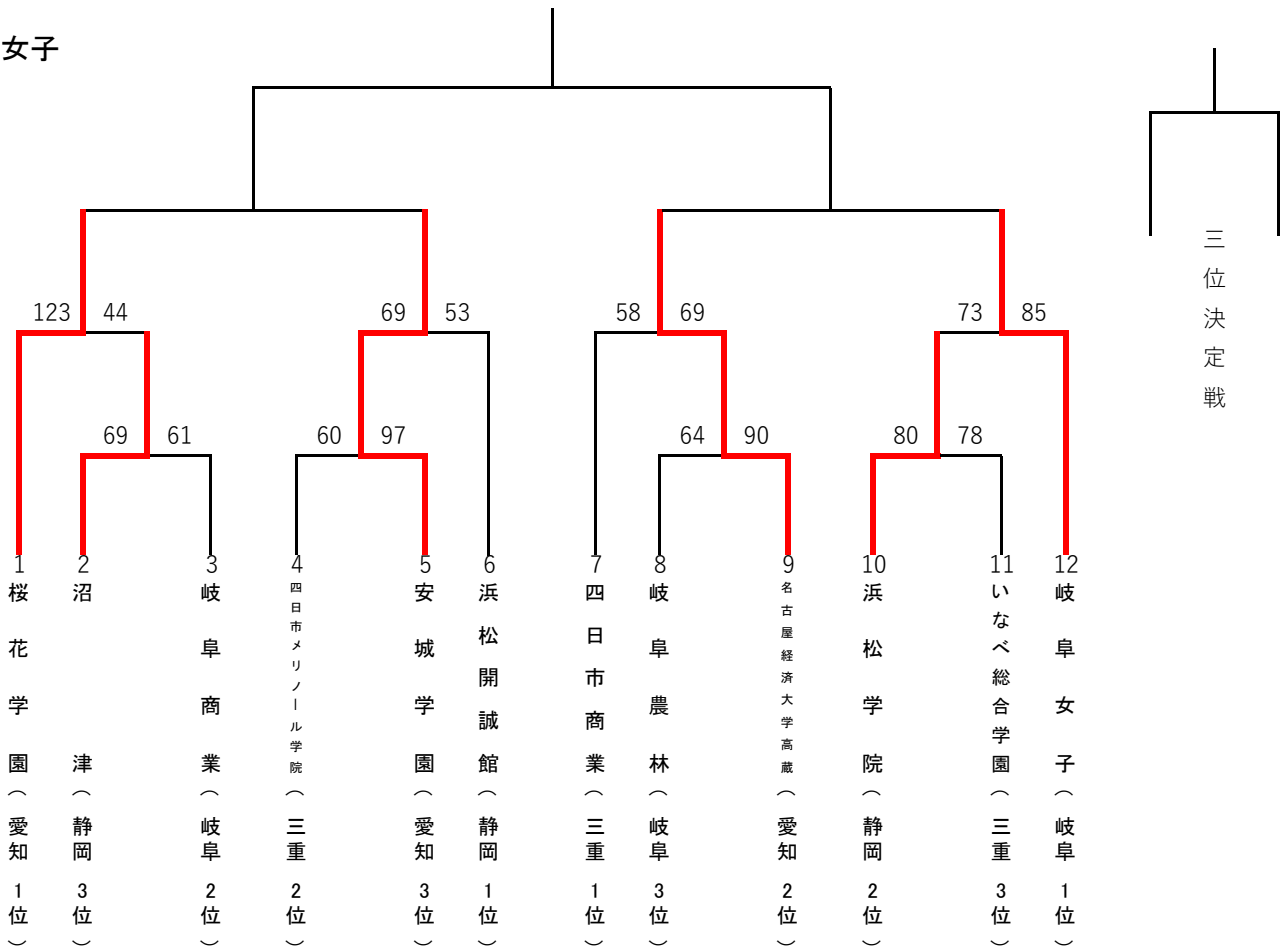 女子
三位決定戦
123 44
69 53
58 69
73 85
69 61
60 97
64 90
80 78
1 桜花学園（愛知1位）
2 沼津（静岡3位）
3 岐阜商業（岐阜2位）
4 四日市メリノール学院（三重2位）
5 安城学園（愛知3位）
6 浜松開誠館（静岡1位）
7 四日市商業（三重1位）
8 岐阜農林（岐阜3位）
9 名古屋経済大学高蔵（愛知2位）
10 浜松学院（静岡2位）
11 いなべ総合学園（三重3位）
12 岐阜女子（岐阜1位）